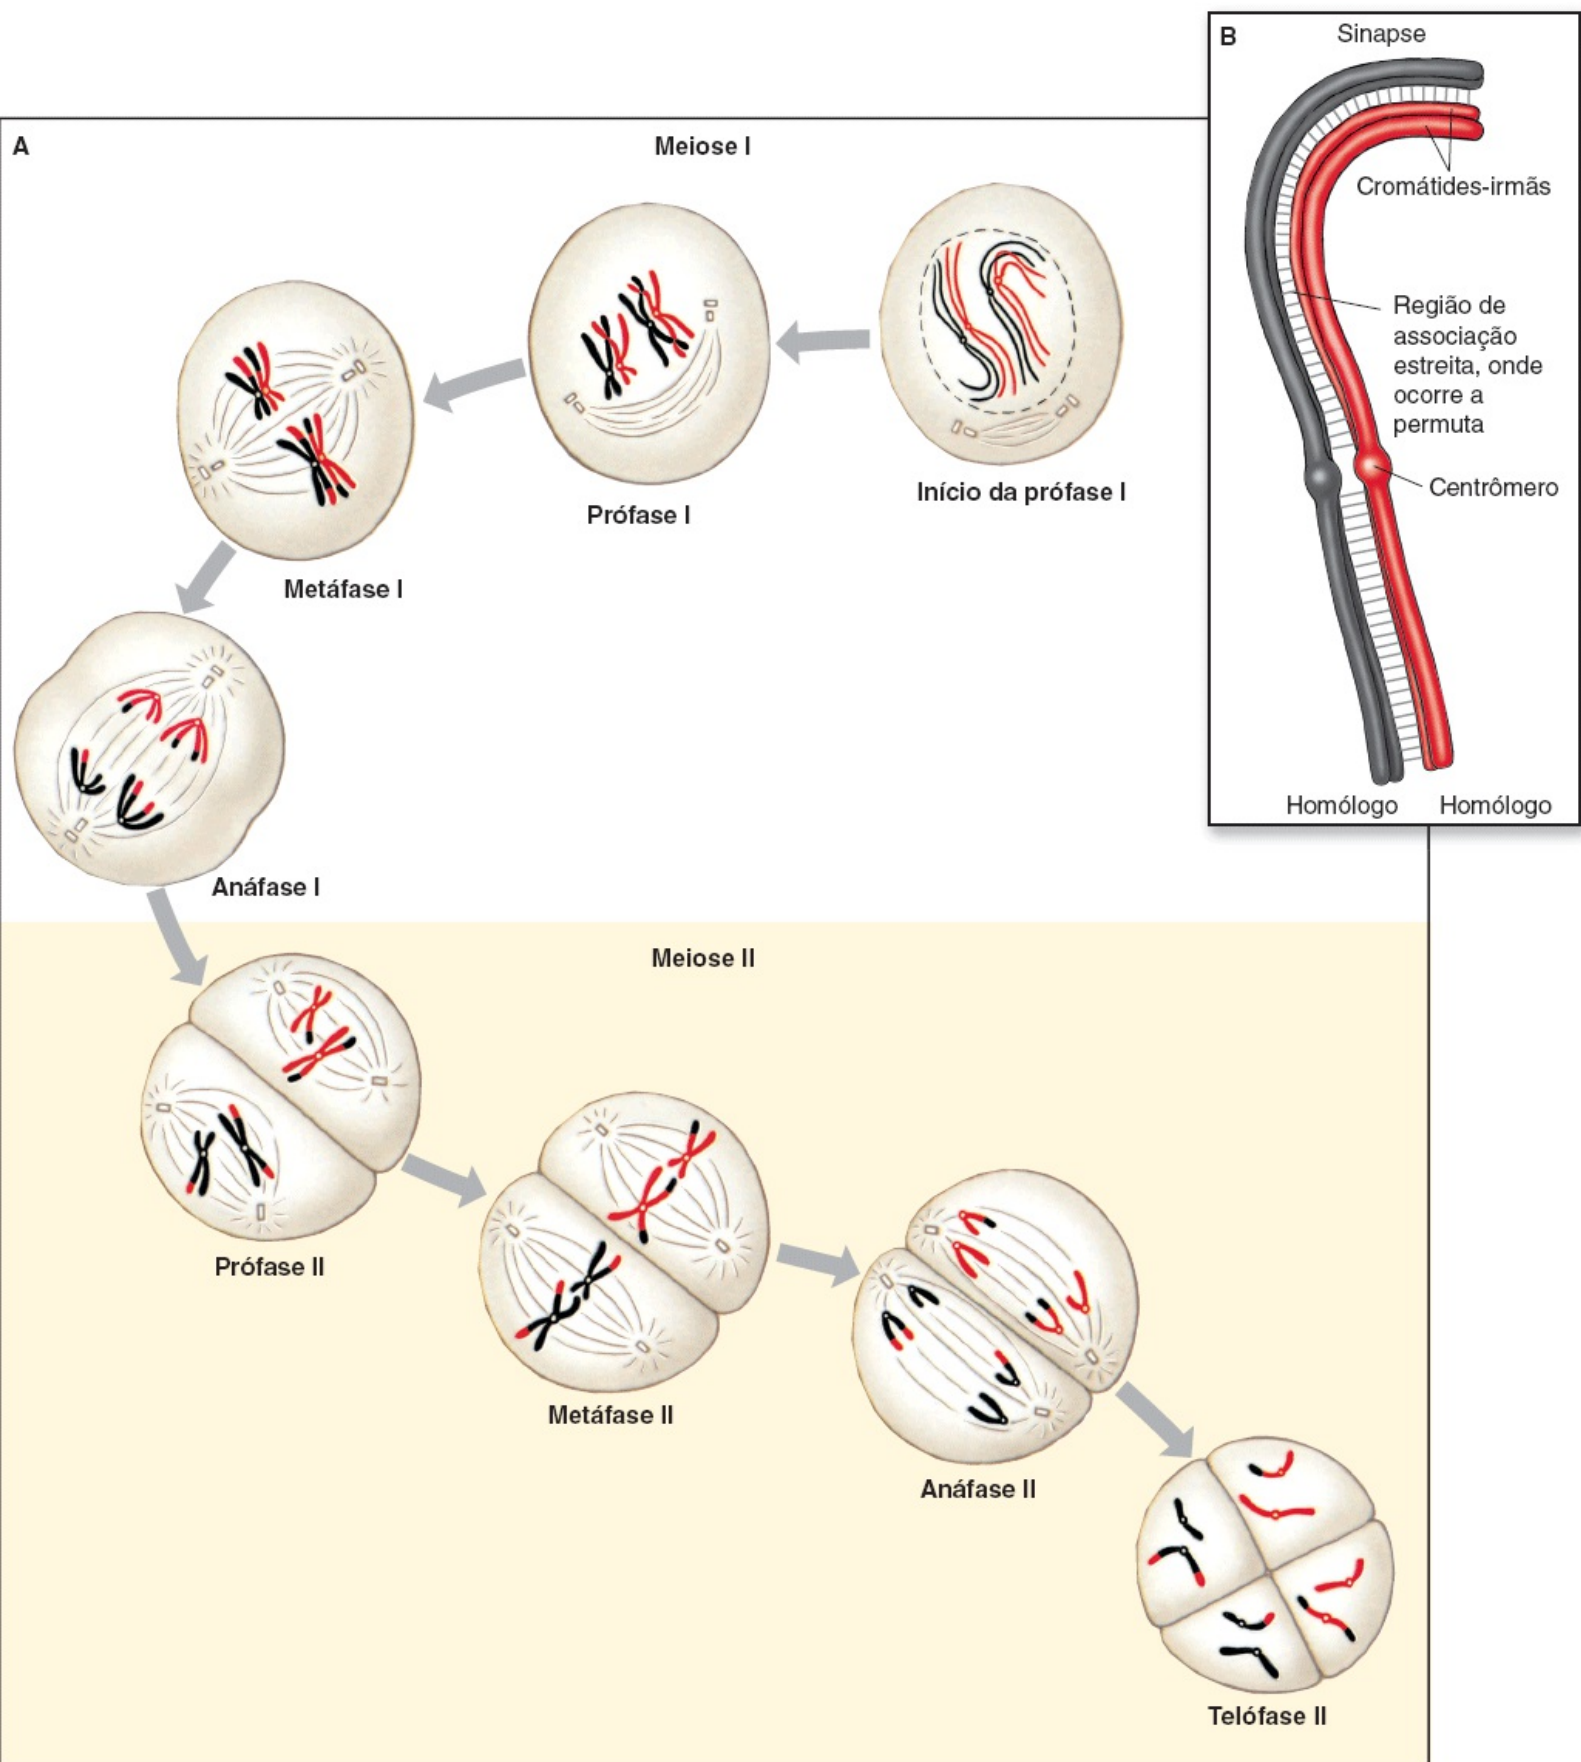 A
Meiose I
Início da prófase I
Prófase I
Metáfase I
Anáfase I
Meiose II
Prófase II
Metáfase II
Anáfase II
Telófase II
B
Sinapse
Cromátides-irmãs
Região de
associação
estreita, onde
ocorre a
permuta
Centrômero
Homólogo
Homólogo